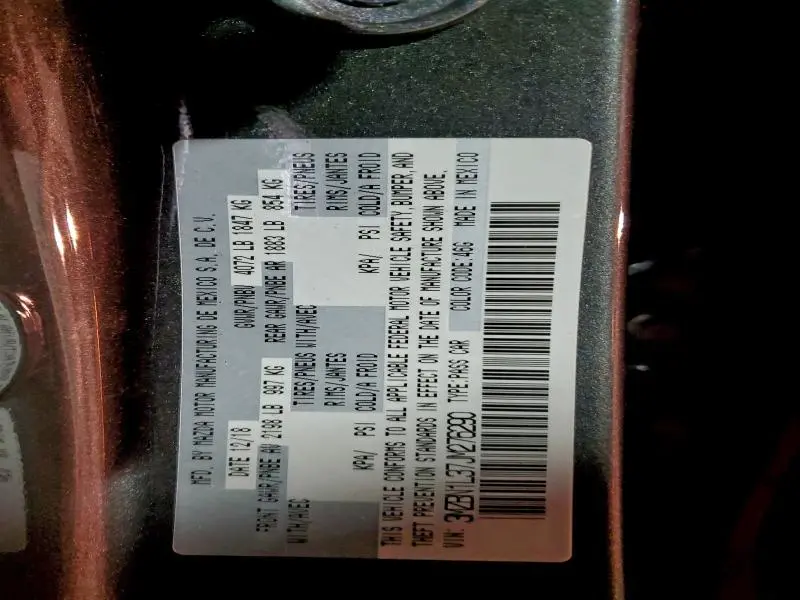 MFD. BY MAZDA MOTOR MANUFACTURING DE MEXICO S.A. DE C.V.
DATE 12/18 GVWR/PNBV 4072 LB 1847 KG
FRONT GAWR/PNBE AV 2198 LB 997 KG REAR GAWR/PNBE AR 1883 LB 854 KG
WITH/AVEC TIRES/PNEUS WITH/AVEC TIRES/PNEUS
RIMS/JANTES RIMS/JANTES
KPA/ PSI COLD/A FROID KPA/ PSI COLD/A FROID
THIS VEHICLE CONFORMS TO ALL APPLICABLE FEDERAL MOTOR VEHICLE SAFETY, BUMPER, AND
THEFT PREVENTION STANDARDS IN EFFECT ON THE DATE OF MANUFACTURE SHOWN ABOVE.
VIN: 3MZBN1L37JM276290 TYPE:PASS CAR COLOR CODE:46G MADE IN MEXICO